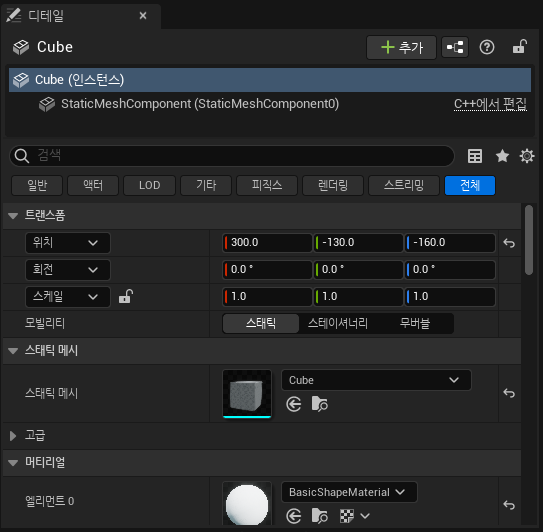 디테일
Cube
추가
Cube (인스턴스)
StaticMeshComponent (StaticMeshComponent0) C++에서 편집
검색
일반 액터 LOD 기타 피직스 렌더링 스트리밍 전체
트랜스폼
위치 300.0 -130.0 -160.0
회전 0.0 ° 0.0 ° 0.0 °
스케일 1.0 1.0 1.0
모빌리티 스태틱 스테이셔너리 무버블
스태틱 메시
스태틱 메시 Cube
고급
머티리얼
엘리먼트 0 BasicShapeMaterial